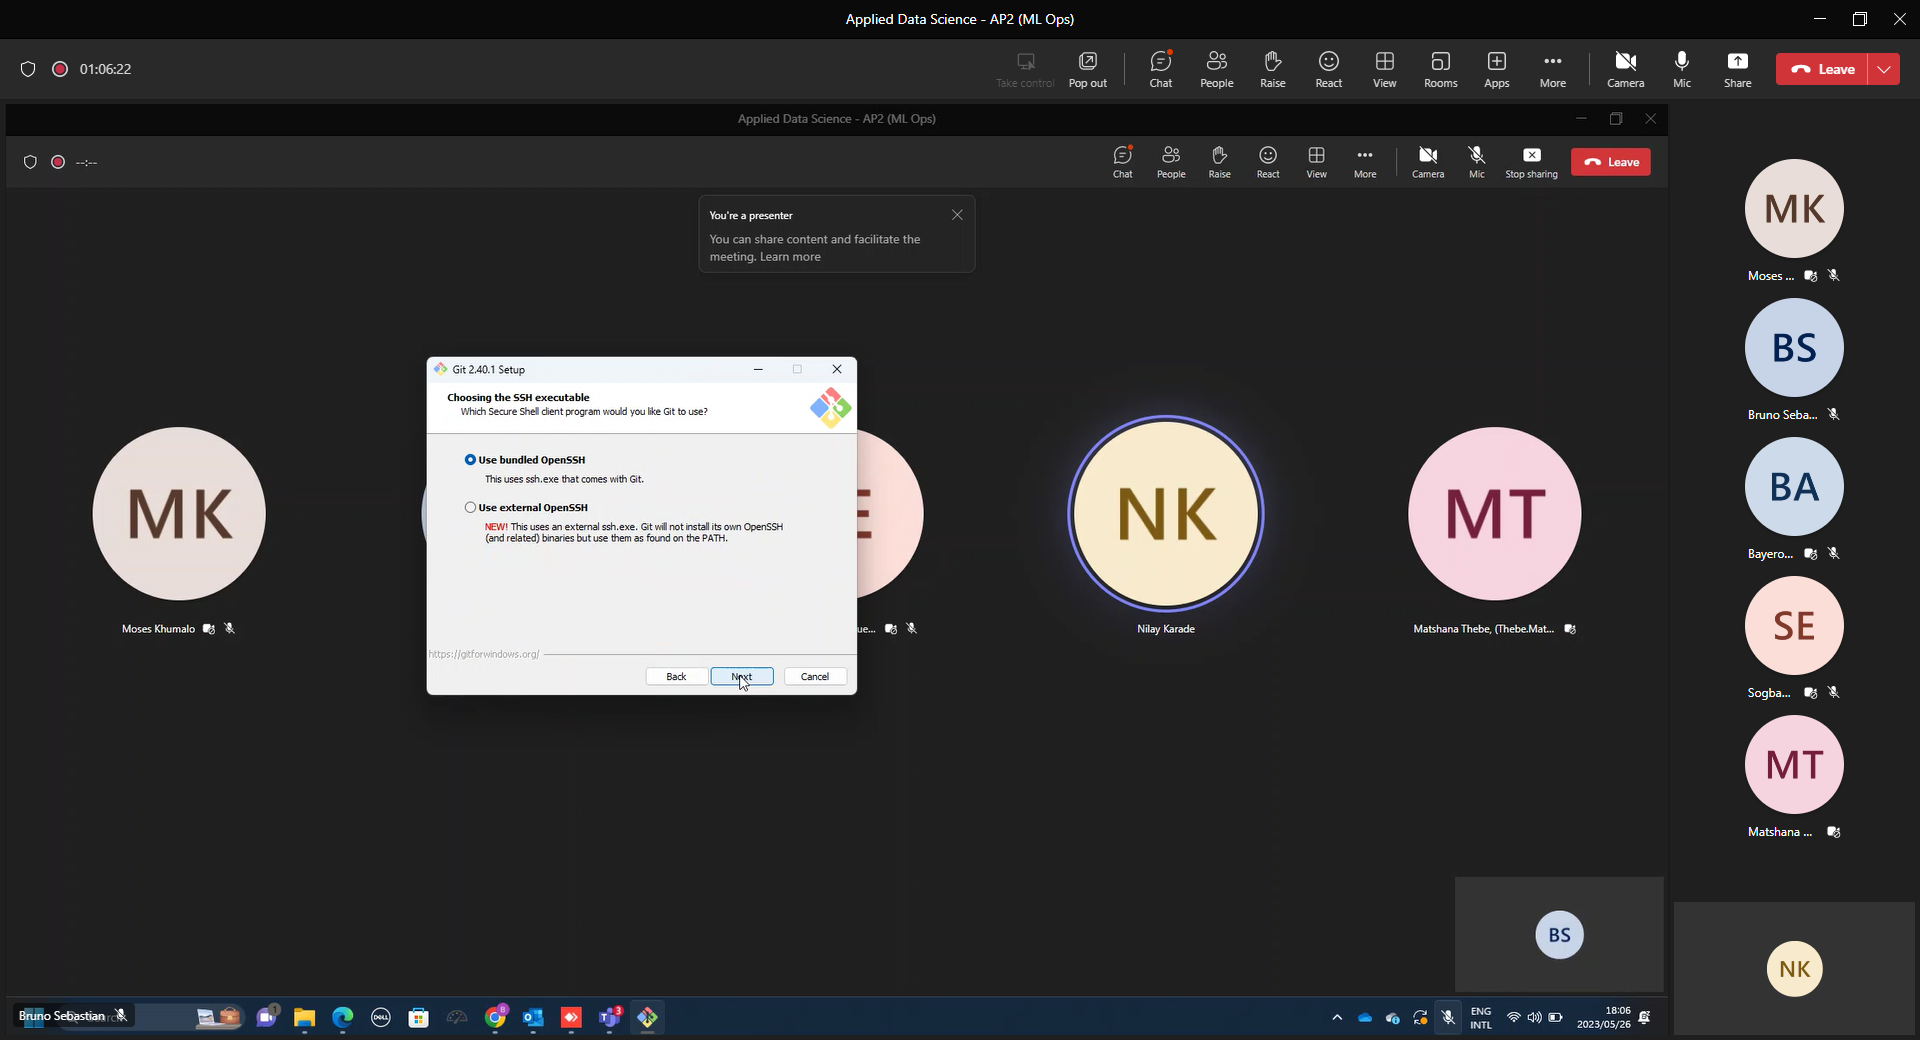 Applied Data Science - AP2 (ML Ops)
01:06:22
Take control
Pop out
Chat
People
Raise
React
View
Rooms
Apps
More
Camera
Mic
Share
Leave
Applied Data Science - AP2 (ML Ops)
--:--
Chat
People
Raise
React
View
More
Camera
Mic
Stop sharing
Leave
You're a presenter
You can share content and facilitate the
meeting. Learn more
Git 2.40.1 Setup
Choosing the SSH executable
Which Secure Shell client program would you like Git to use?
Use bundled OpenSSH
This uses ssh.exe that comes with Git.
Use external OpenSSH
NEW! This uses an external ssh.exe. Git will not install its own OpenSSH
(and related) binaries but use them as found on the PATH.
https://gitforwindows.org/
Back
Next
Cancel
MK
Moses Khumalo
E
ue...
NK
Nilay Karade
MT
Matshana Thebe, (Thebe.Mat...
MK
Moses ...
BS
Bruno Seba...
BA
Bayero...
SE
Sogba...
MT
Matshana ...
BS
NK
Bruno Sebastian
1
DELL
8
3
ENG
INTL
18:06
2023/05/26